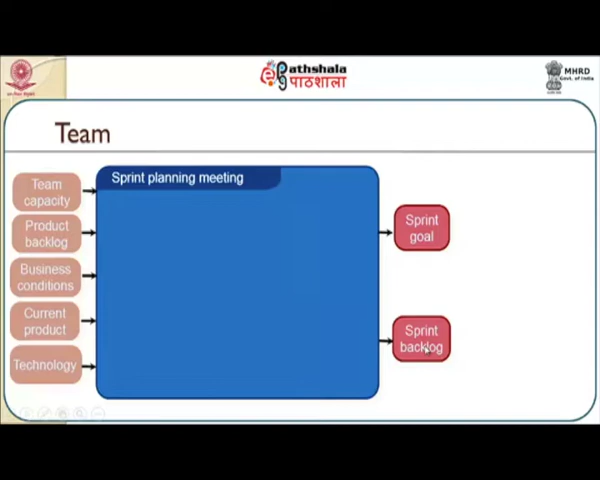 Pathshala
पाठशाला
MHRD
Govt. of India
Team
Team
capacity
Product
backlog
Business
conditions
Current
product
Technology
Sprint planning meeting
Sprint
goal
Sprint
backlog